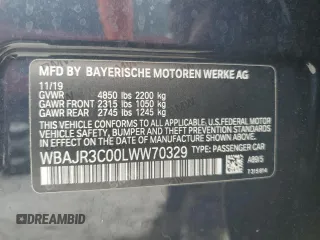 MFD BY BAYERISCHE MOTOREN WERKE AG
11/19
GVWR 4850 lbs 2200 kg
GAWR FRONT 2315 lbs 1050 kg
GAWR REAR 2745 lbs 1245 kg
THIS VEHICLE CONFORMS TO ALL APPLICABLE U.S. FEDERAL MOTOR VEHICLE SAFETY, BUMPER, AND THEFT PREVENTION STANDARDS IN EFFECT ON THE DATE OF MANUFACTURE SHOWN ABOVE.
WBAJR3C00LWW70329 TYPE: PASSENGER CAR